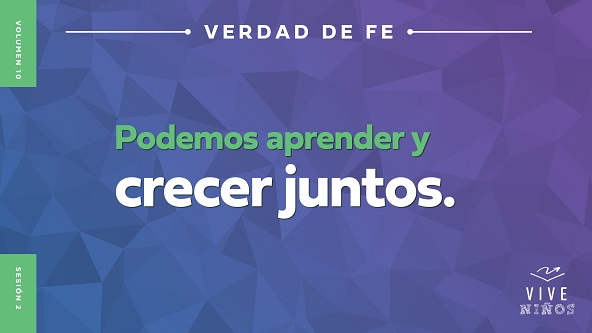 VOLUMEN 10
VERDAD DE FE
Podemos aprender y
crecer juntos.
SESIÓN 2
VIVE
NIÑOS